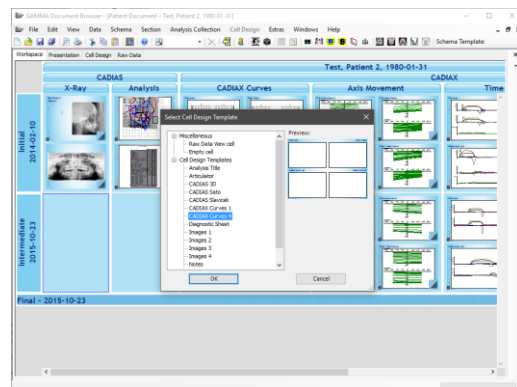 GAMMA Document Browser - [Patient Document - Test, Patient 2, 1980-01-31]
File Edit View Data Schema Section Analysis Collection Cell Design Extras Windows Help
Schema Template:
Workspace Presentation Cell Design Raw Data
Test, Patient 2, 1980-01-31
CADIAS CADIAX
X-Ray Analysis CADIAX Curves Axis Movement Time
Initial
2014-02-10
Select Cell Design Template
Miscellaneous
Raw Data View cell
Empty cell
Cell Design Templates
Analysis Title
Articulator
CADIAS 3D
CADIAS Sato
CADIAS Slavicek
CADIAX Curves 1
CADIAX Curves 4
Diagnostic Sheet
Images 1
Images 2
Images 3
Images 4
Notes
Preview:
OK Cancel
Intermediate
2015-10-23
Final - 2015-10-23